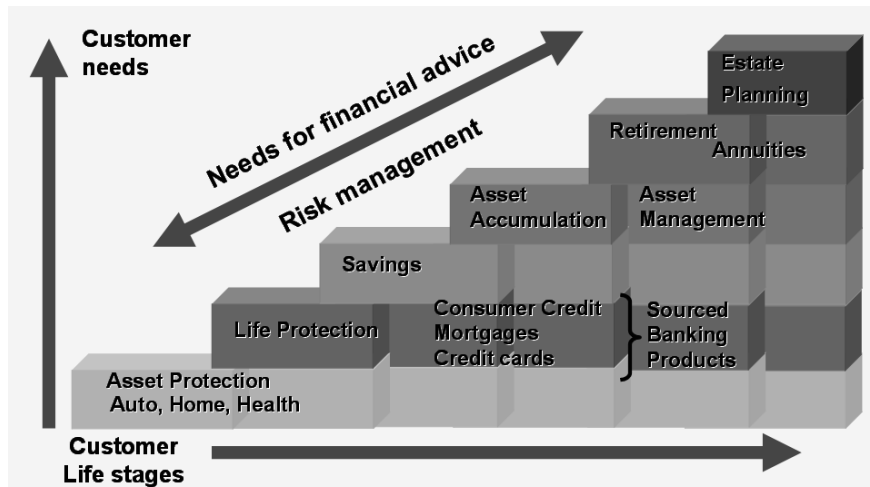 Customer
needs
Needs for financial advice
Risk management
Estate
Planning
Retirement
Annuities
Asset
Accumulation
Asset
Management
Savings
Life Protection
Consumer Credit
Mortgages
Credit cards
Sourced
Banking
Products
Asset Protection
Auto, Home, Health
Customer
Life stages